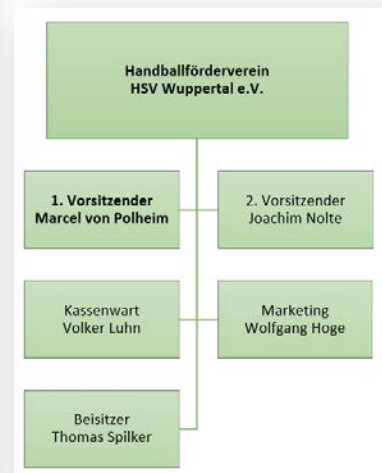 Handballförderverein
HSV Wuppertal e.V.
1. Vorsitzender
Marcel von Polheim
2. Vorsitzender
Joachim Nolte
Kassenwart
Volker Luhn
Marketing
Wolfgang Hoge
Beisitzer
Thomas Spilker